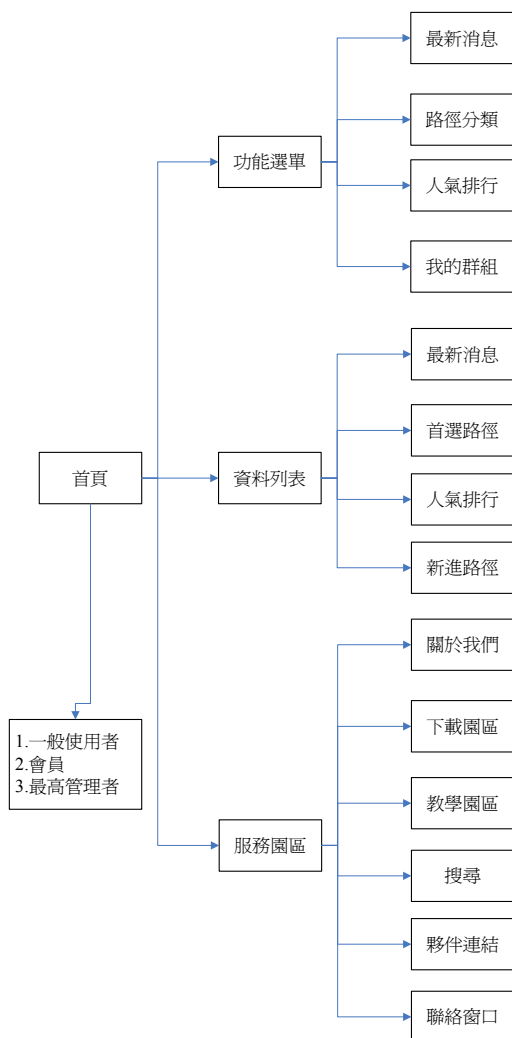 首頁
1.一般使用者
2.會員
3.最高管理者
功能選單
最新消息
路徑分類
人氣排行
我的群組
資料列表
最新消息
首選路徑
人氣排行
新進路徑
服務園區
關於我們
下載園區
教學園區
搜尋
夥伴連結
聯絡窗口